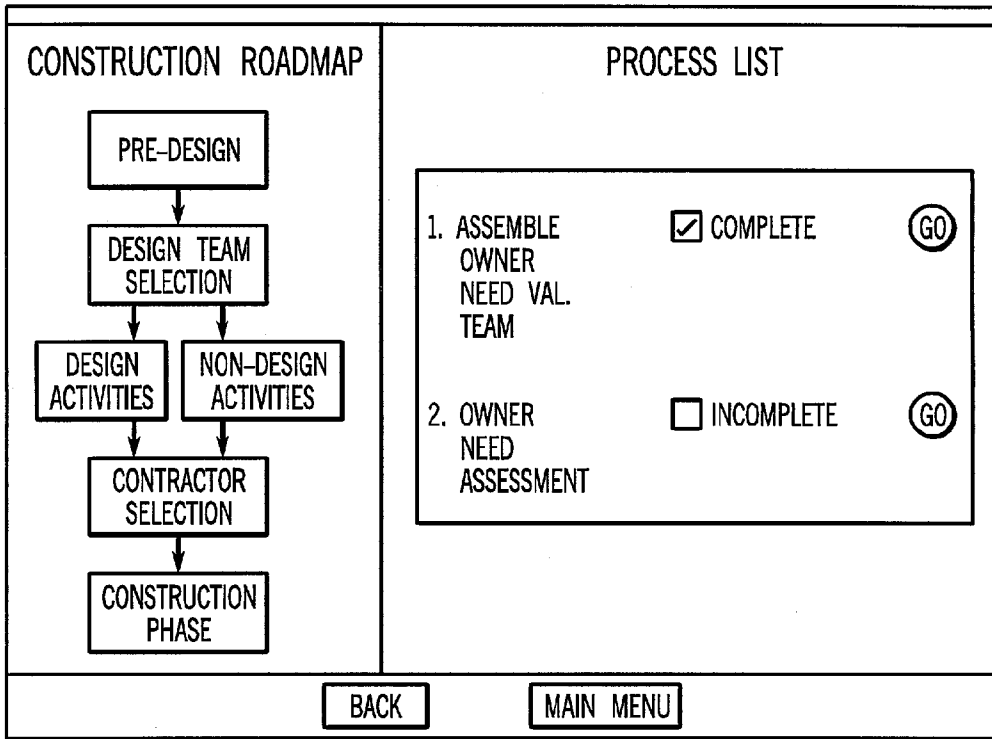 CONSTRUCTION ROADMAP
PRE-DESIGN
DESIGN TEAM
SELECTION
DESIGN
ACTIVITIES
NON-DESIGN
ACTIVITIES
CONTRACTOR
SELECTION
CONSTRUCTION
PHASE
PROCESS LIST
1. ASSEMBLE
OWNER
NEED VAL.
TEAM
COMPLETE
GO
2. OWNER
NEED
ASSESSMENT
INCOMPLETE
GO
BACK
MAIN MENU